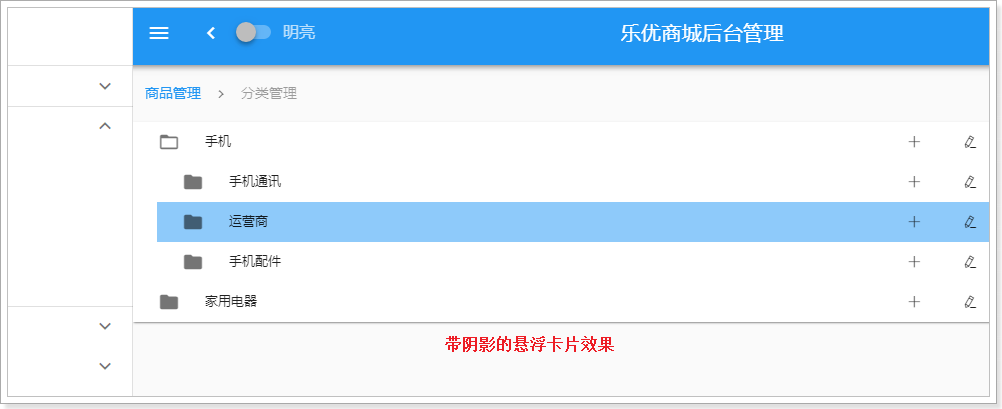 明亮
乐优商城后台管理
商品管理 > 分类管理
手机
手机通讯
运营商
手机配件
家用电器
带阴影的悬浮卡片效果